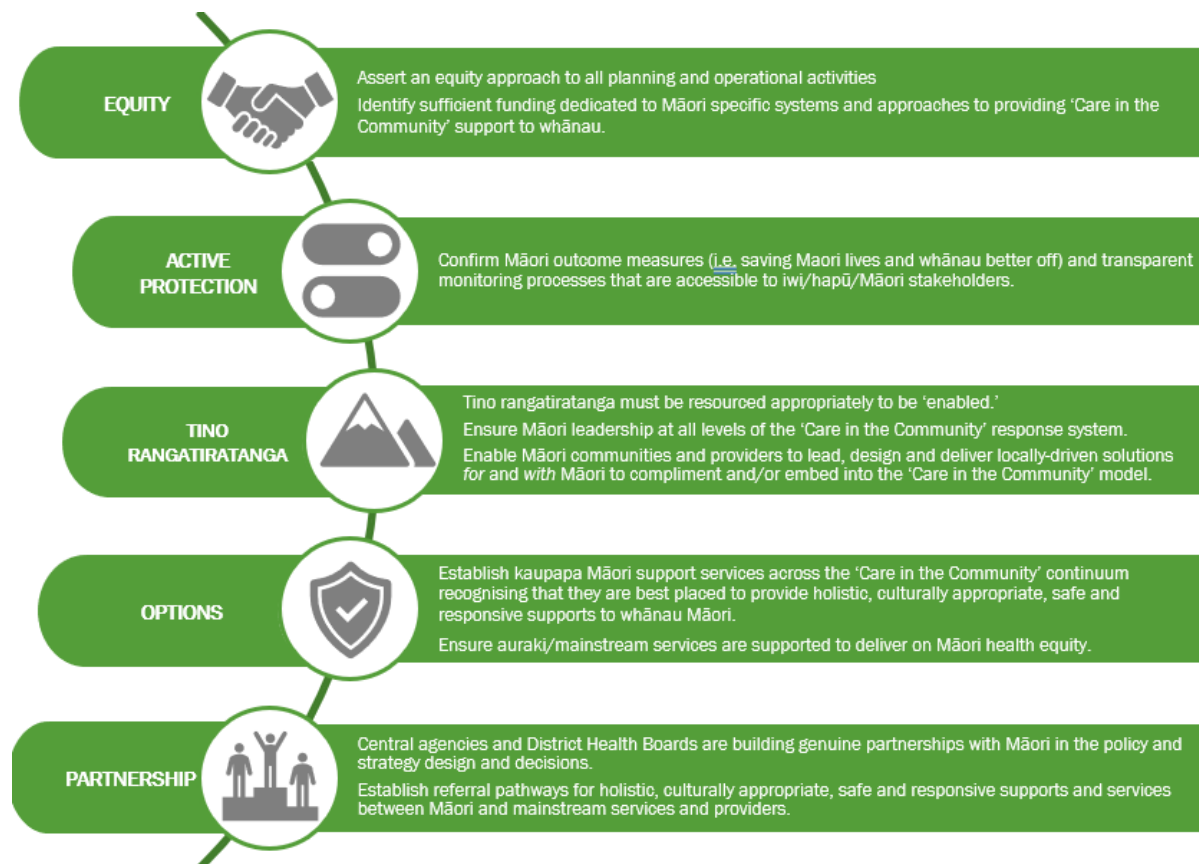 EQUITY
Assert an equity approach to all planning and operational activities
Identify sufficient funding dedicated to Māori specific systems and approaches to providing ‘Care in the
Community’ support to whānau.
ACTIVE
PROTECTION
Confirm Māori outcome measures (i.e. saving Maori lives and whānau better off) and transparent
monitoring processes that are accessible to iwi/hapū/Māori stakeholders.
TINO
RANGATIRATANGA
Tino rangatiratanga must be resourced appropriately to be ‘enabled.’
Ensure Māori leadership at all levels of the ‘Care in the Community’ response system.
Enable Māori communities and providers to lead, design and deliver locally-driven solutions
for and with Māori to compliment and/or embed into the ‘Care in the Community’ model.
OPTIONS
Establish kaupapa Māori support services across the ‘Care in the Community’ continuum
recognising that they are best placed to provide holistic, culturally appropriate, safe and
responsive supports to whānau Māori.
Ensure auraki/mainstream services are supported to deliver on Māori health equity.
PARTNERSHIP
Central agencies and District Health Boards are building genuine partnerships with Māori in the policy and
strategy design and decisions.
Establish referral pathways for holistic, culturally appropriate, safe and responsive supports and services
between Māori and mainstream services and providers.